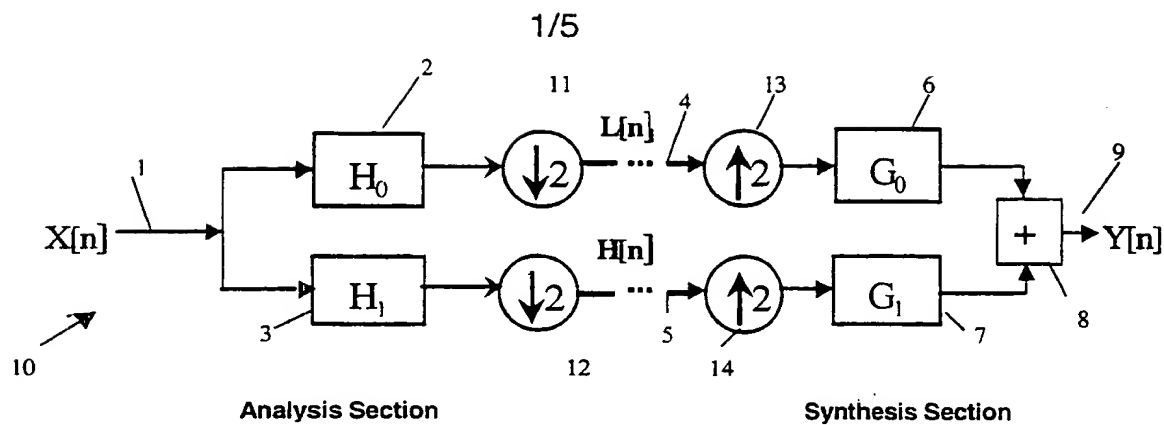 1/5
2 11 13 6
L[n] 4
1 H₀ ↓2 ... ↑2 G₀ 9
X[n] + Y[n]
H[n]
H₁ ↓2 ... ↑2 G₁
3 5 7 8
10 12 14
Analysis Section Synthesis Section